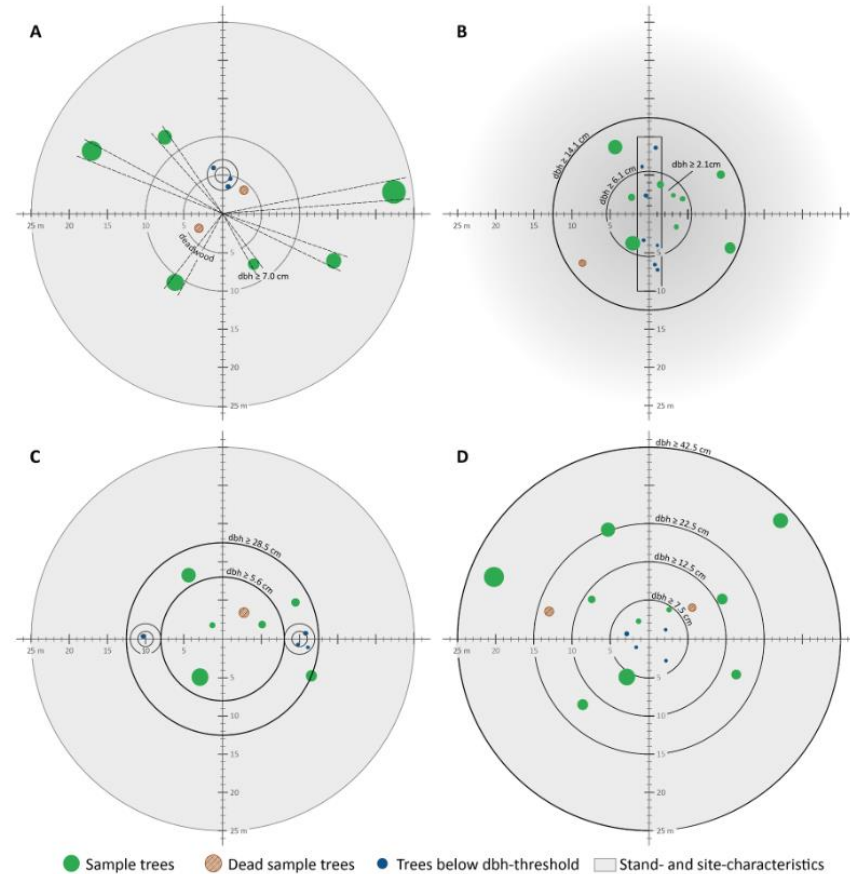 A
25 m 20 15 10 5
deadwood
dbh ≥ 7.0 cm
10
15
20
25 m
B
dbh ≥ 14.1 cm
dbh ≥ 6.1 cm
dbh ≥ 2.1cm
25 m 20 15 10
5
10
15
20
25 m
C
dbh ≥ 28.5 cm
dbh ≥ 5.6 cm
25 m 20 15 10 5
5
10
15
20
25 m
D
dbh ≥ 42.5 cm
dbh ≥ 22.5 cm
dbh ≥ 12.5 cm
dbh ≥ 7.5 cm
25 m 20 15 10 5
5
10
15
20
25 m
Sample trees
Dead sample trees
Trees below dbh-threshold
Stand- and site-characteristics